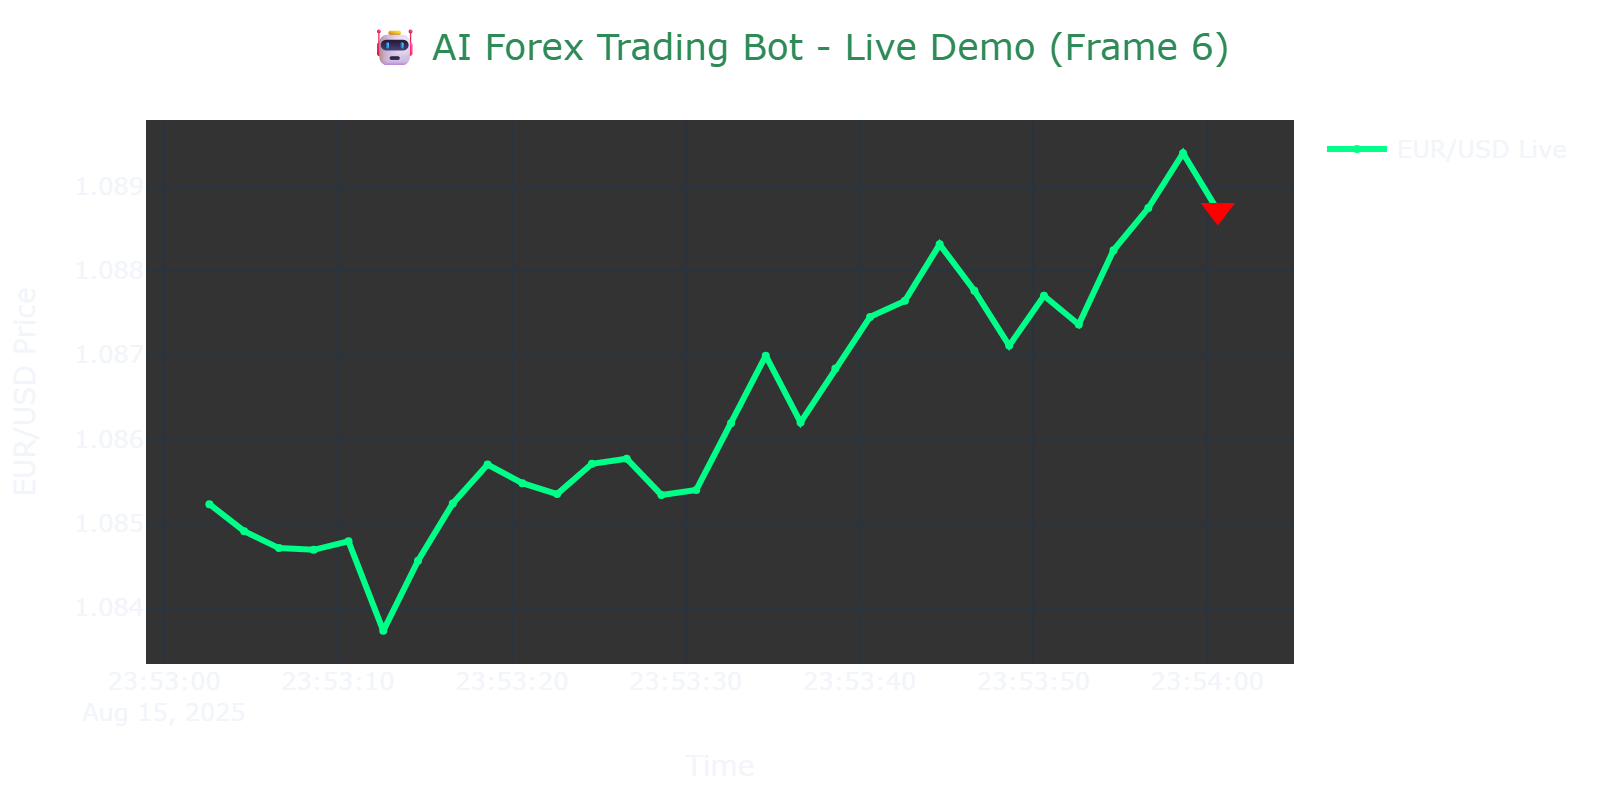 🤖 AI Forex Trading Bot - Live Demo (Frame 6)
EUR/USD Live
EUR/USD Price
1.089
1.088
1.087
1.086
1.085
1.084
23:53:00 23:53:10 23:53:20 23:53:30 23:53:40 23:53:50 23:54:00
Aug 15, 2025
Time